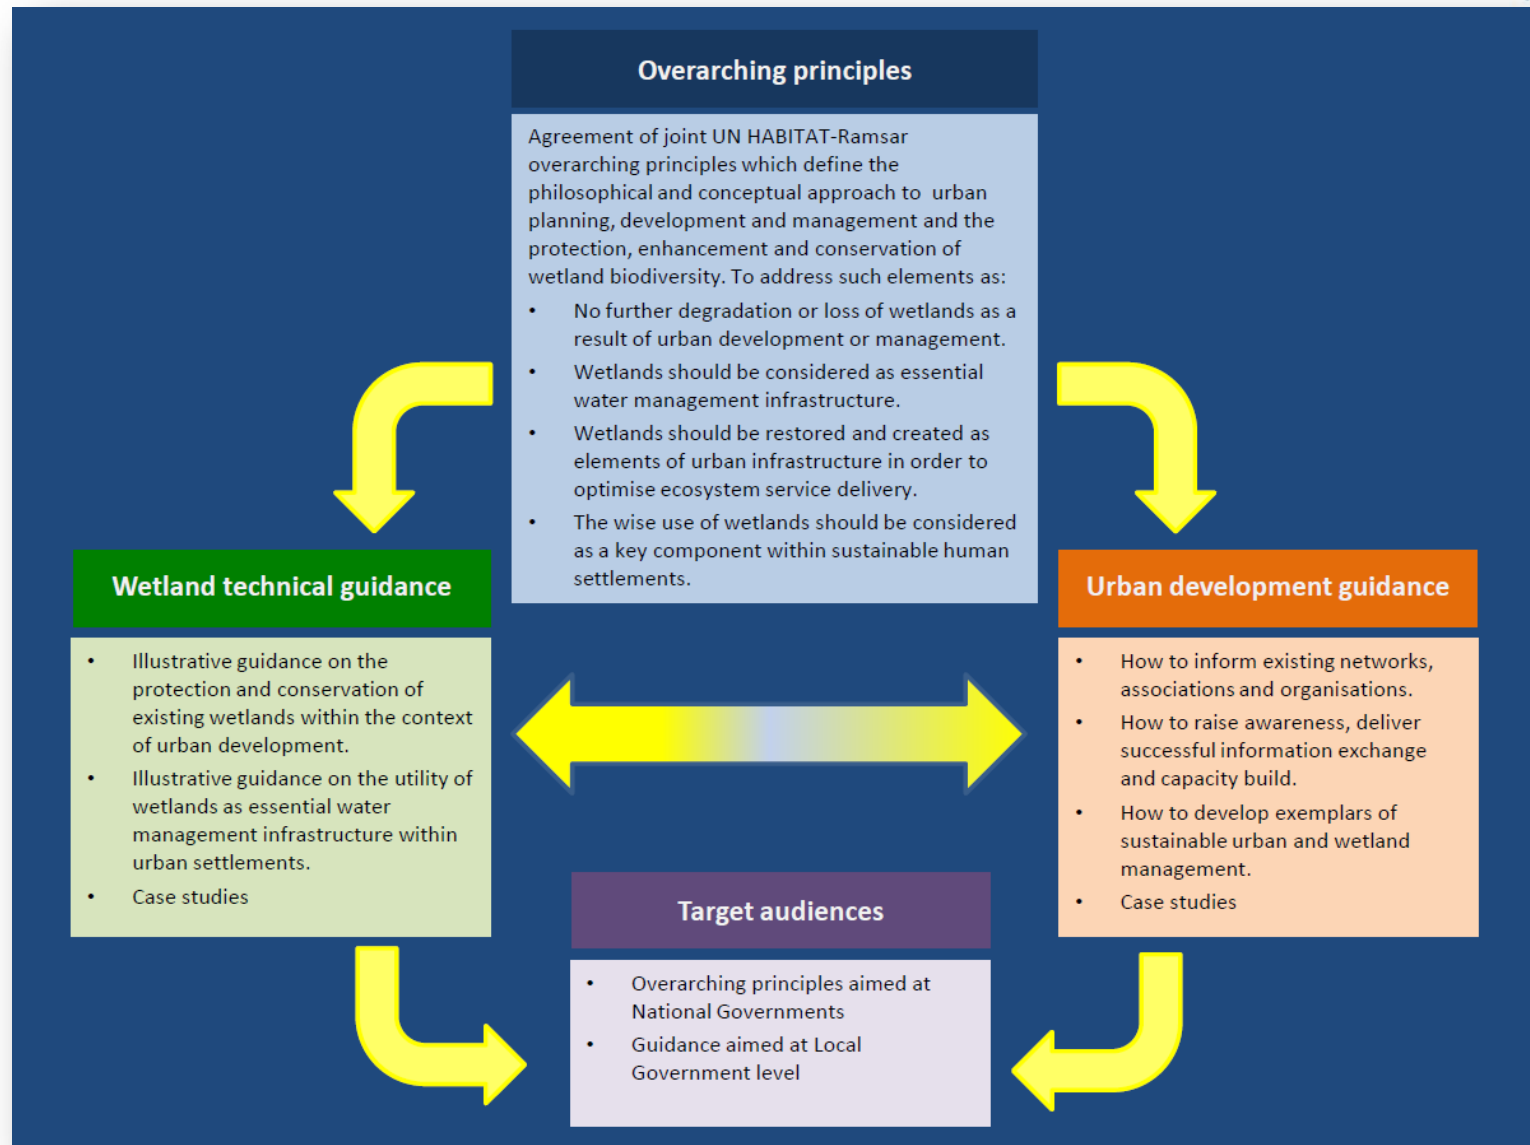 Overarching principles
Agreement of joint UN HABITAT-Ramsar
overarching principles which define the
philosophical and conceptual approach to urban
planning, development and management and the
protection, enhancement and conservation of
wetland biodiversity. To address such elements as:
• No further degradation or loss of wetlands as a
result of urban development or management.
• Wetlands should be considered as essential
water management infrastructure.
• Wetlands should be restored and created as
elements of urban infrastructure in order to
optimise ecosystem service delivery.
• The wise use of wetlands should be considered
as a key component within sustainable human
settlements.
Wetland technical guidance
• Illustrative guidance on the
protection and conservation of
existing wetlands within the context
of urban development.
• Illustrative guidance on the utility of
wetlands as essential water
management infrastructure within
urban settlements.
• Case studies
Urban development guidance
• How to inform existing networks,
associations and organisations.
• How to raise awareness, deliver
successful information exchange
and capacity build.
• How to develop exemplars of
sustainable urban and wetland
management.
• Case studies
Target audiences
• Overarching principles aimed at
National Governments
• Guidance aimed at Local
Government level